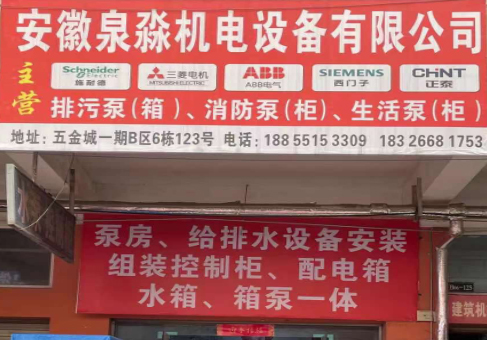 安徽泉淼机电设备有限公司
主营
Schneider Electric 施耐德 三菱电机 MITSUBISHI ELECTRIC ABB ABB电气 SIEMENS 西门子 CHNT 正泰
排污泵(箱)、消防泵(柜)、生活泵(柜)
地址:五金城一期B区6栋123号 电话:188 5515 3309 183 2668 1753
泵房、给排水设备安装
组装控制柜、配电箱
水箱、箱泵一体
建筑机